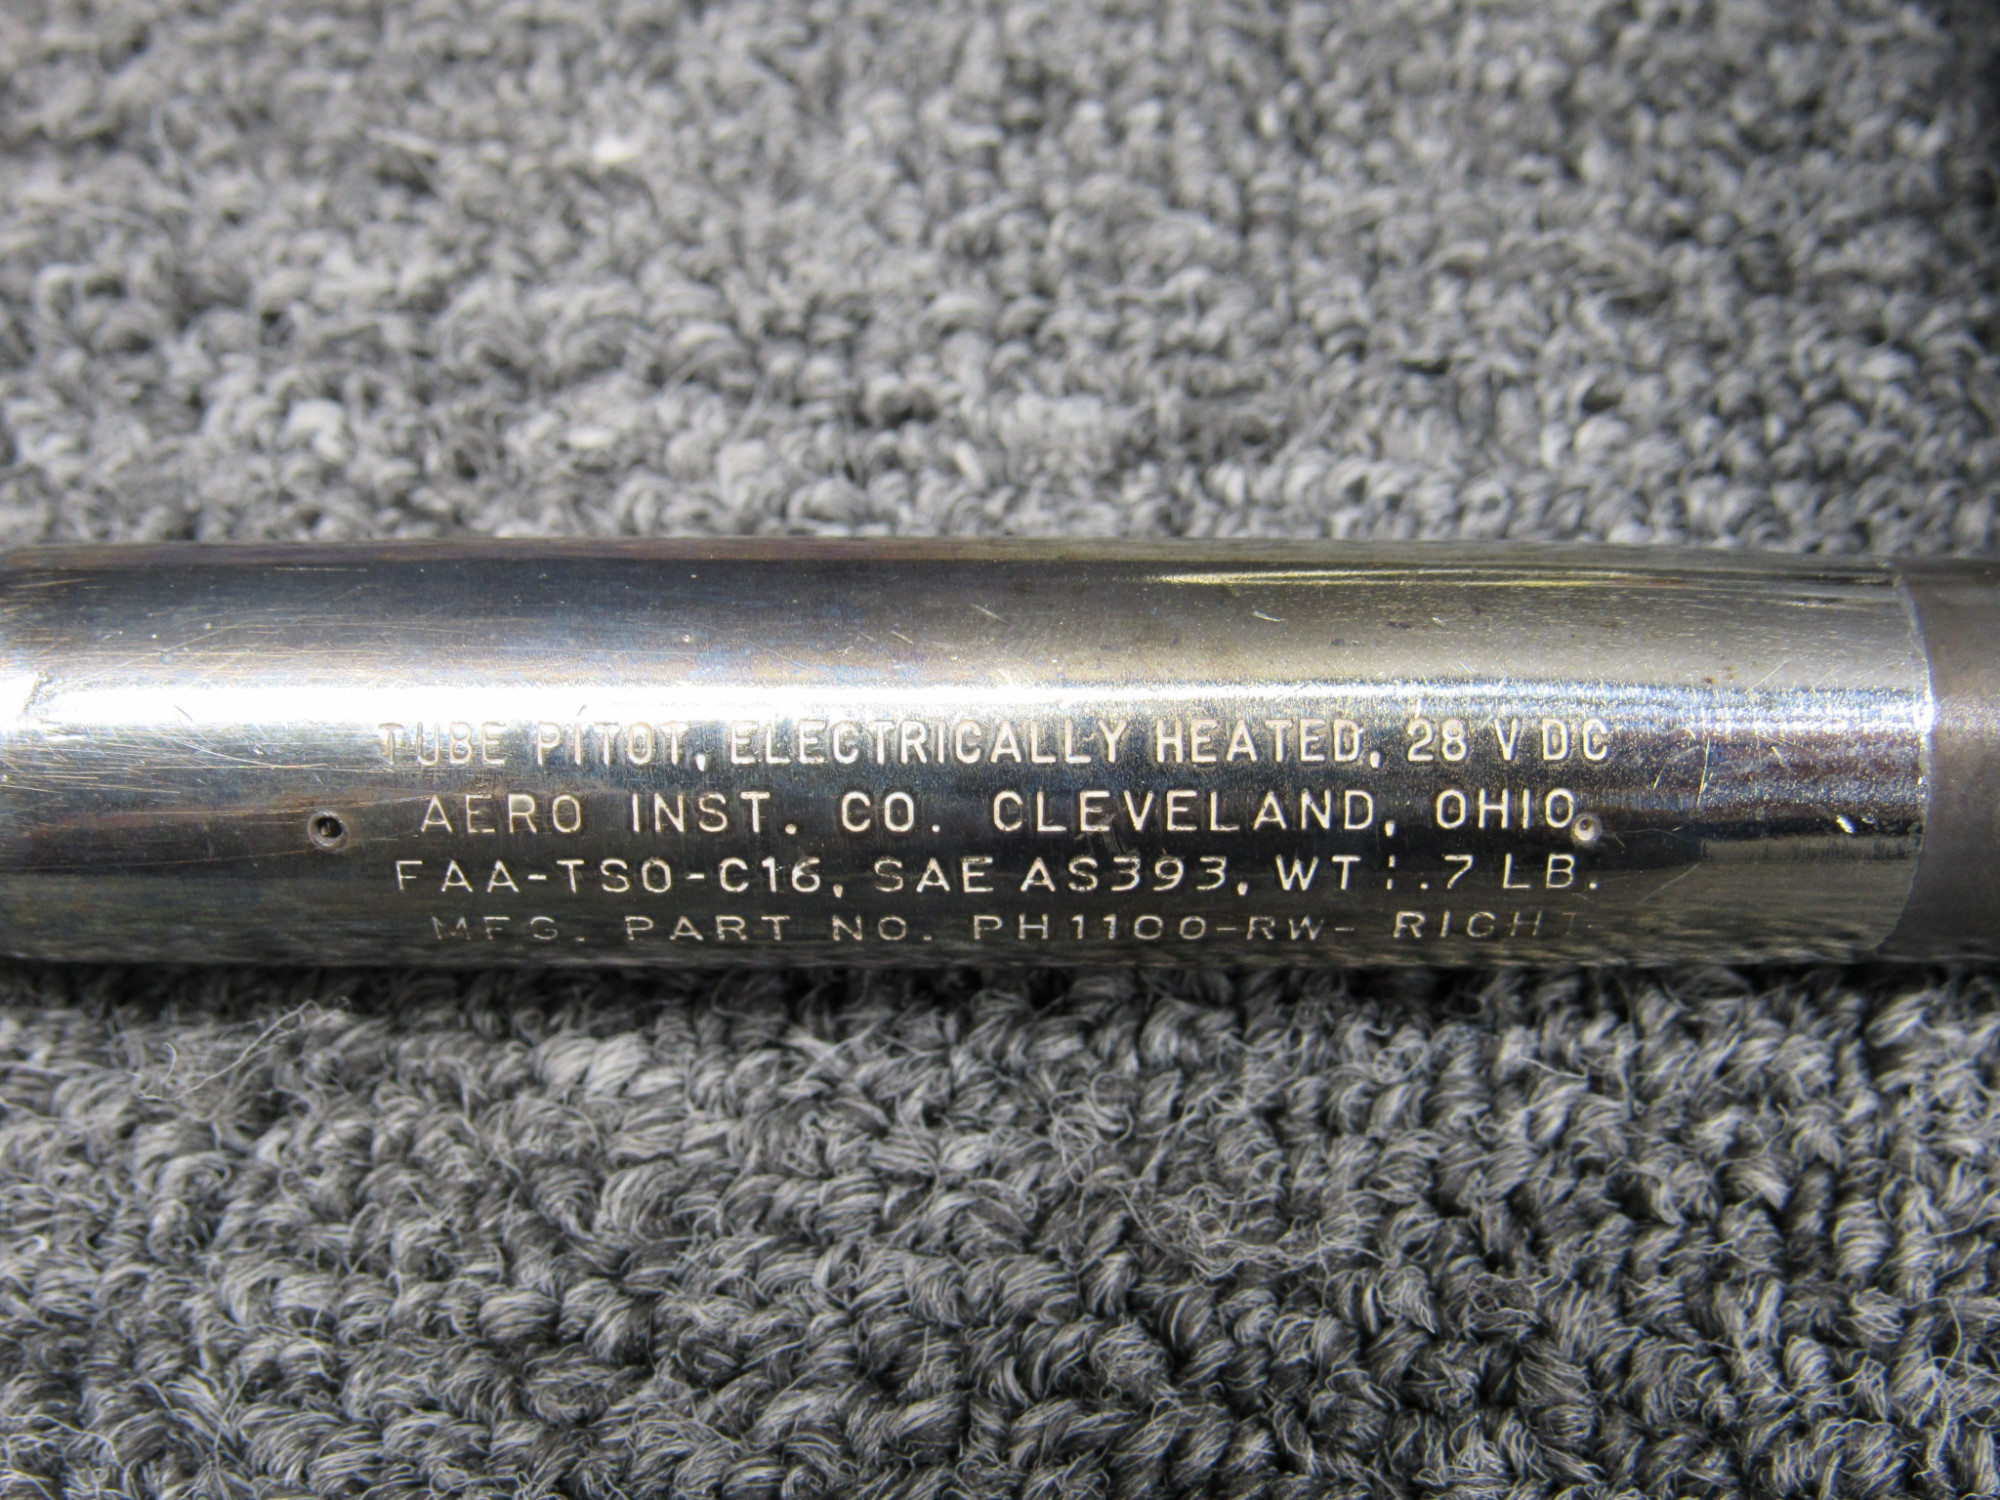 TUBE PITOT, ELECTRICALLY HEATED, 28 VDC
AERO INST. CO. CLEVELAND, OHIO.
FAA-TSO-C16, SAE AS393, WT: .7 LB.
MFG. PART NO. PH1100-RW- RIGHT